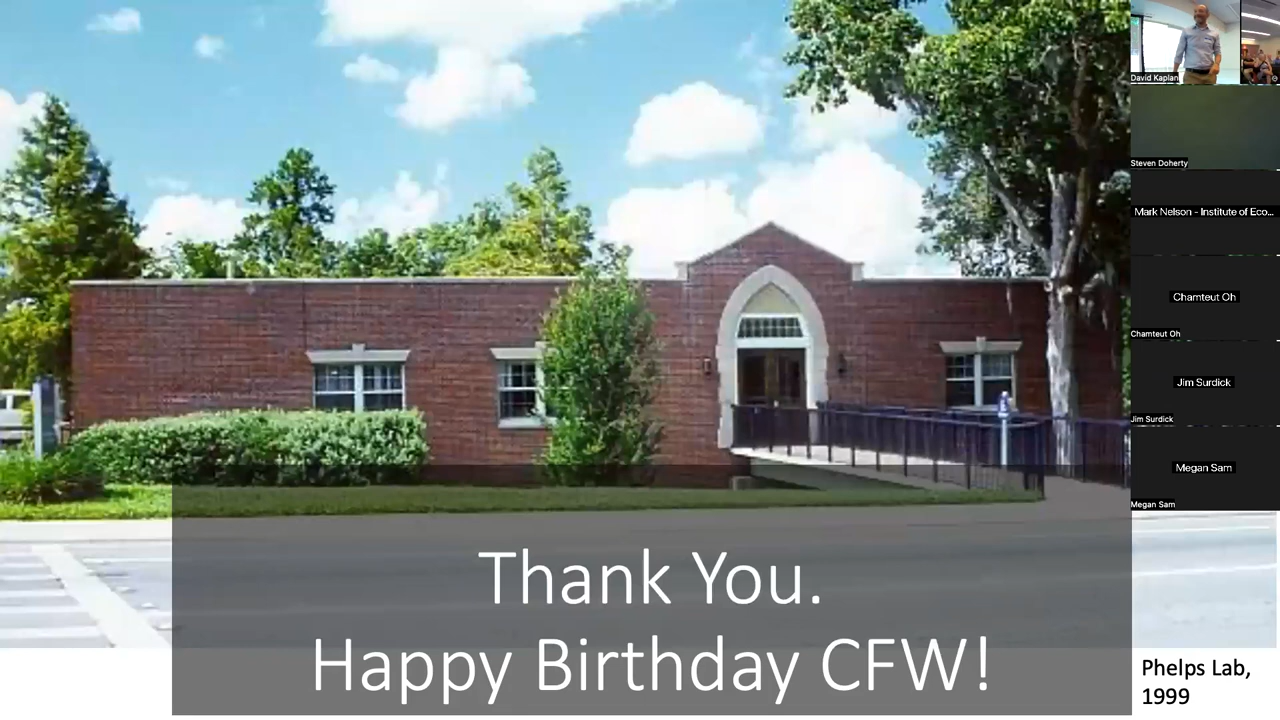 Thank You.
Happy Birthday CFW!
Phelps Lab,
1999
David Kaplan
Steven Doherty
Mark Nelson - Institute of Eco...
Chamteut Oh
Chamteut Oh
Jim Surdick
Jim Surdick
Megan Sam
Megan Sam